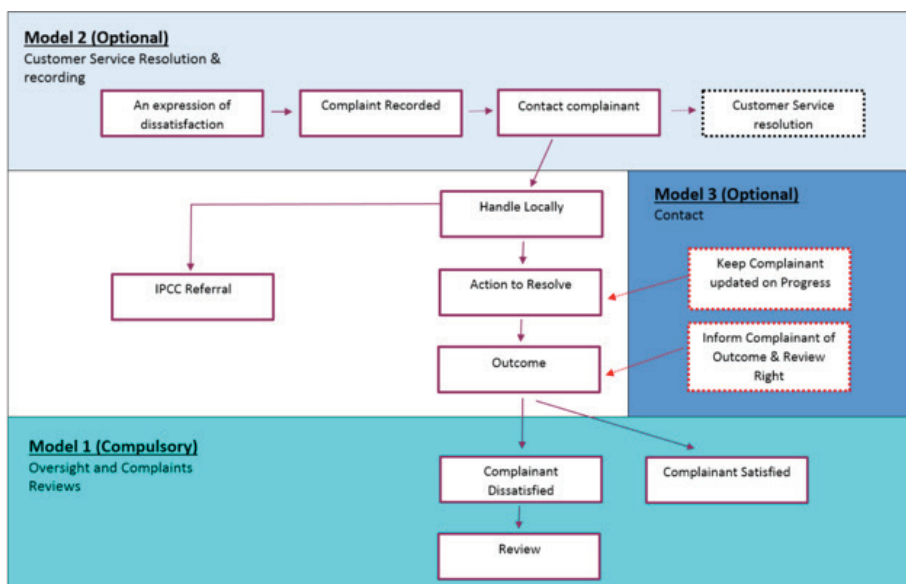 Model 2 (Optional)
Customer Service Resolution &
recording
An expression of
dissatisfaction
Complaint Recorded
Contact complainant
Customer Service
resolution
Handle Locally
Model 3 (Optional)
Contact
IPCC Referral
Action to Resolve
Keep Complainant
updated on Progress
Outcome
Inform Complainant of
Outcome & Review
Right
Model 1 (Compulsory)
Oversight and Complaints
Reviews
Complainant
Dissatisfied
Complainant Satisfied
Review